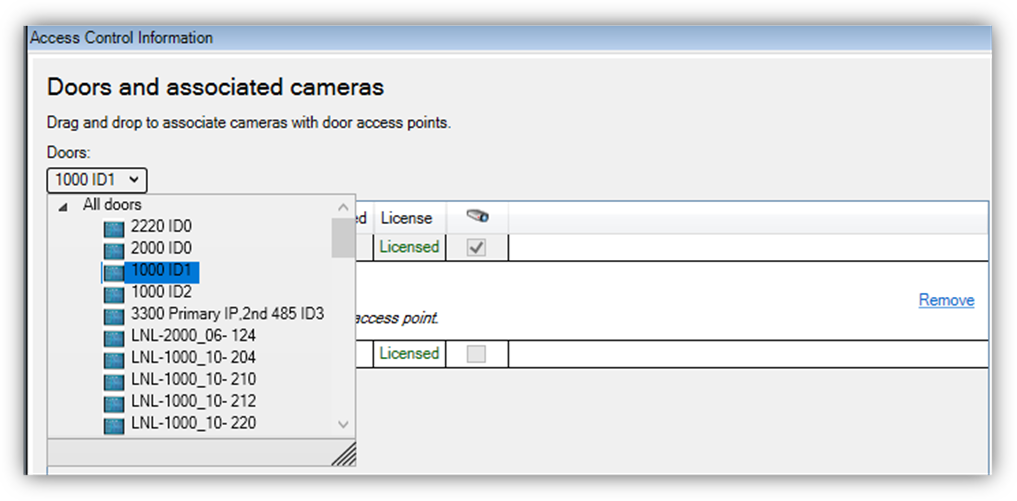 Access Control Information
Doors and associated cameras
Drag and drop to associate cameras with door access points.
Doors:
1000 ID1
All doors
2220 ID0
2000 ID0
1000 ID1
1000 ID2
3300 Primary IP,2nd 485 ID3
LNL-2000_06- 124
LNL-1000_10- 204
LNL-1000_10- 210
LNL-1000_10- 212
LNL-1000_10- 220
License
Licensed
Remove
access point.
Licensed